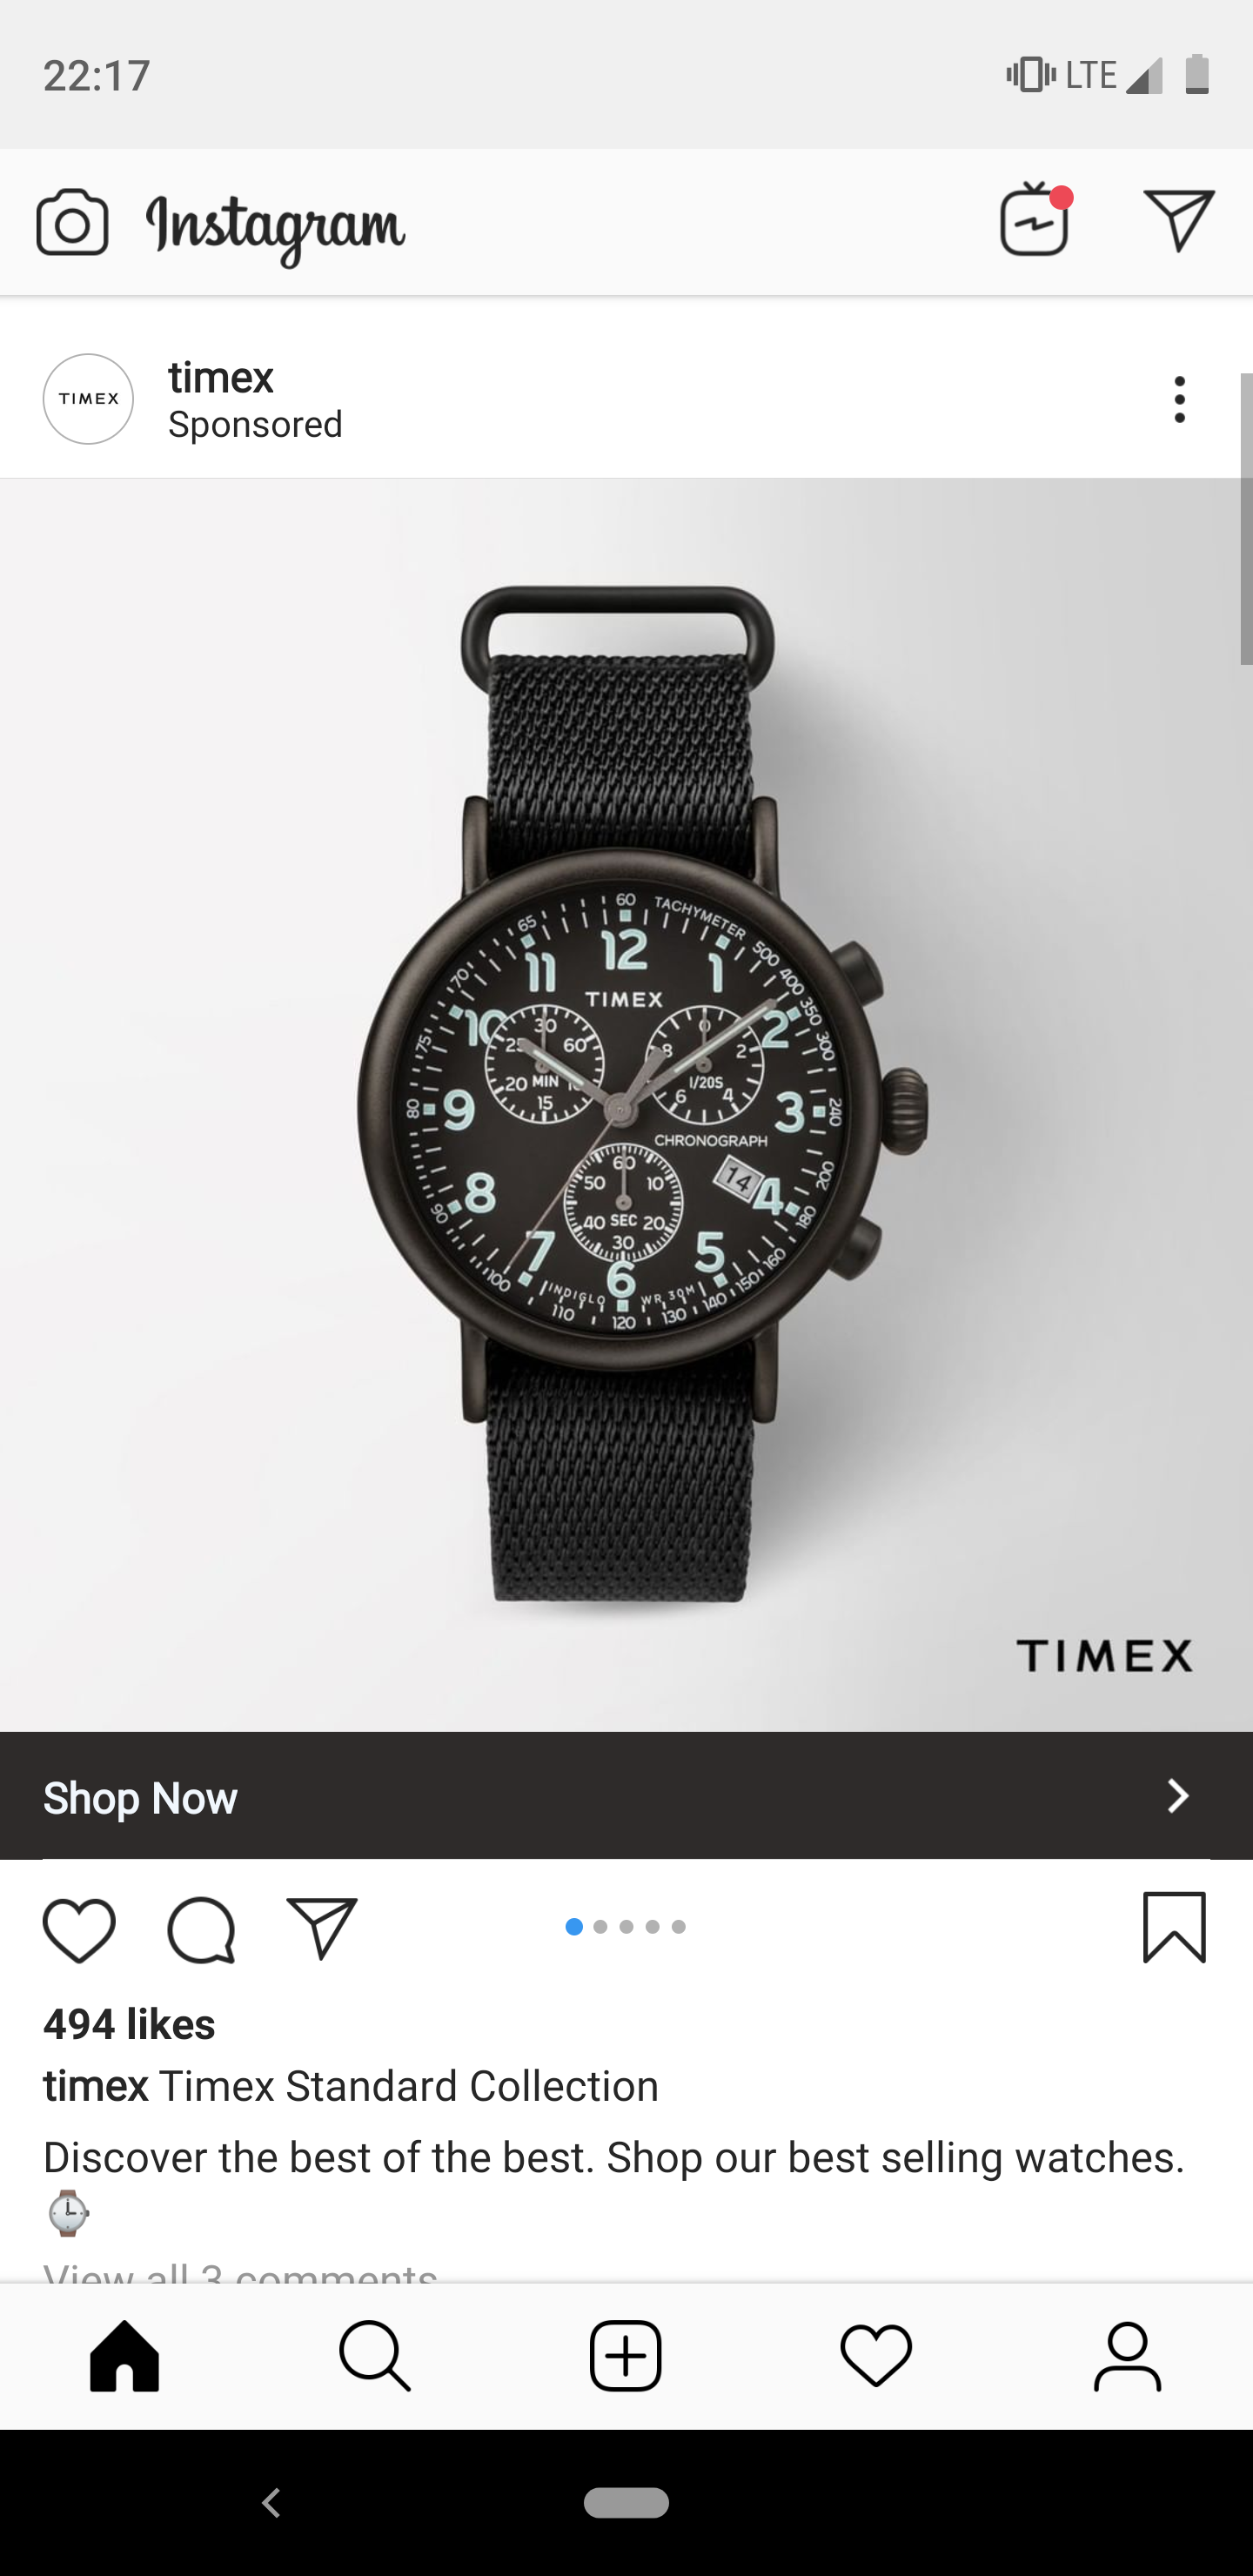 22:17 LTE
Instagram
TIMEX
timex
Sponsored
60 TACHYMETER 500 400 350 300 240 200 180 160 150 140 130 120 110 100 90 80 75 70 65
12
11 1
TIMEX
10 2
30 60 15 20 MIN
0 2 4 6 8 1/20S
9 3
CHRONOGRAPH
14
8 4
60 10 20 30 40 50 SEC
7 5
6
INDIGLO WR 30M
TIMEX
Shop Now
494 likes
timex Timex Standard Collection
Discover the best of the best. Shop our best selling watches.
⌚
View all 3 comments